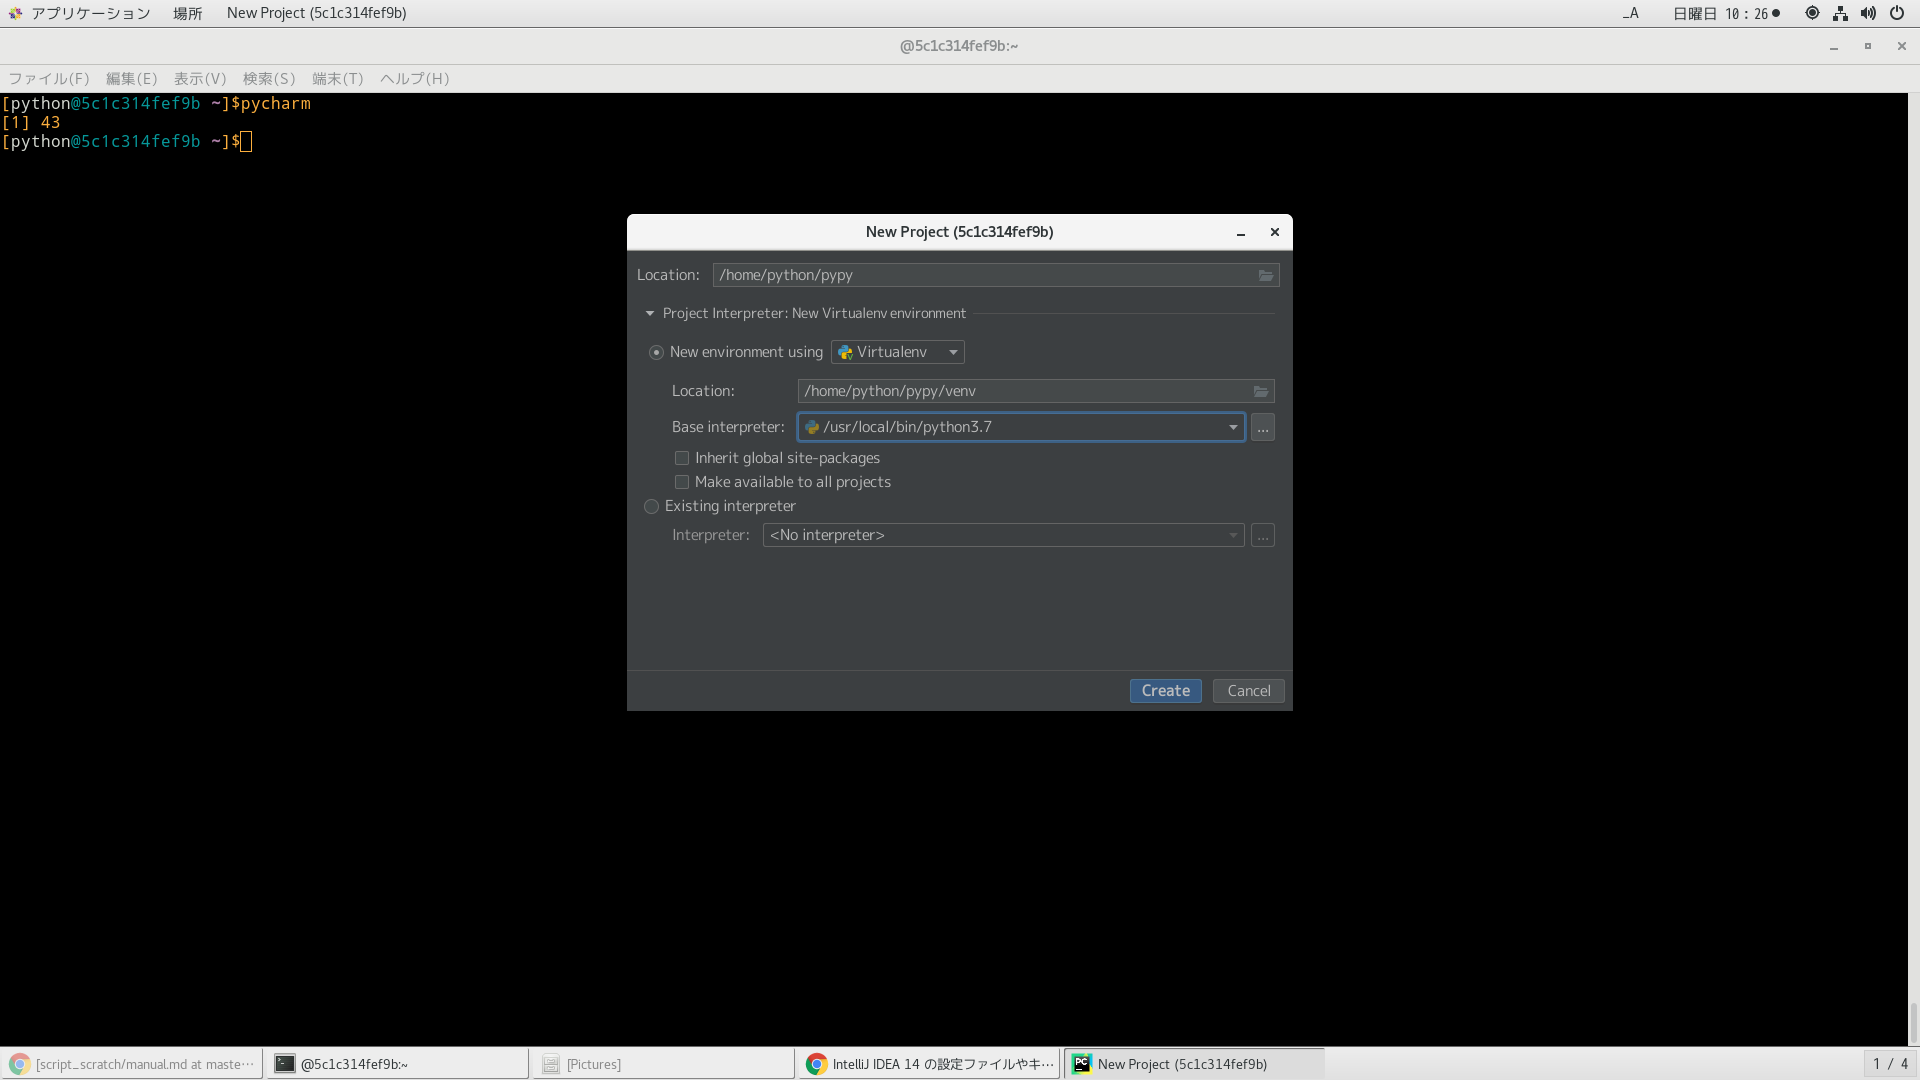 アプリケーション 場所 New Project (5c1c314fef9b) _A 日曜日 10：26
@5c1c314fef9b:~
ファイル(F) 編集(E) 表示(V) 検索(S) 端末(T) ヘルプ(H)
[python@5c1c314fef9b ~]$pycharm
[1] 43
[python@5c1c314fef9b ~]$
New Project (5c1c314fef9b)
Location: /home/python/pypy
Project Interpreter: New Virtualenv environment
New environment using Virtualenv
Location: /home/python/pypy/venv
Base interpreter: /usr/local/bin/python3.7 ...
Inherit global site-packages
Make available to all projects
Existing interpreter
Interpreter: <No interpreter> ...
Create Cancel
[script_scratch/manual.md at maste… @5c1c314fef9b:~ [Pictures] IntelliJ IDEA 14 の設定ファイルやキ… PC New Project (5c1c314fef9b) 1 / 4